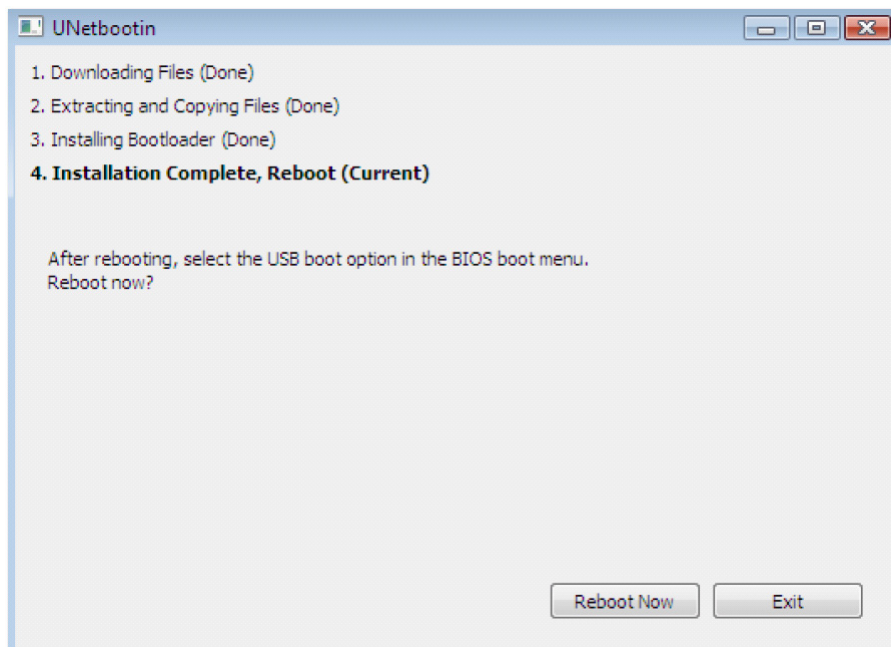 UNetbootin
1. Downloading Files (Done)
2. Extracting and Copying Files (Done)
3. Installing Bootloader (Done)
4. Installation Complete, Reboot (Current)
After rebooting, select the USB boot option in the BIOS boot menu.
Reboot now?
Reboot Now
Exit